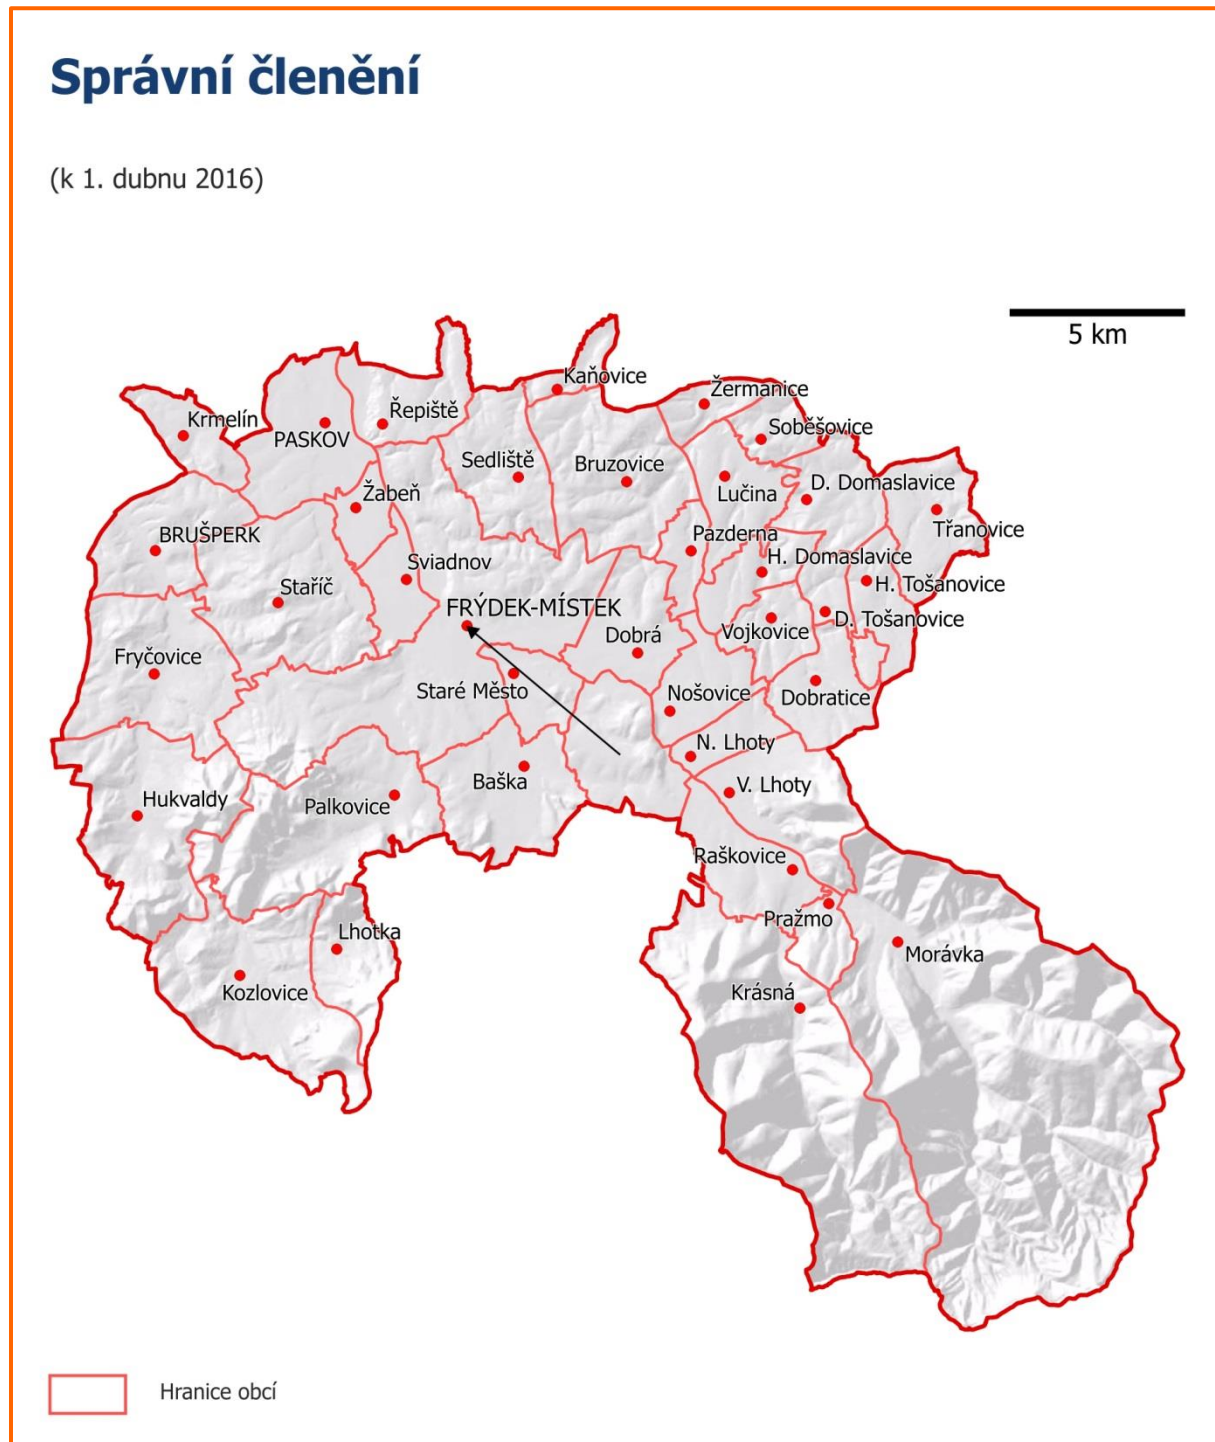 Správní členění
(k 1. dubnu 2016)
5 km
Kaňovice
Žermanice
Krmelín
Řepiště
PASKOV
Soběšovice
Sedliště
Bruzovice
Lučina
D. Domaslavice
Žabeň
Třanovice
BRUŠPERK
Pazderna
H. Domaslavice
Sviadnov
H. Tošanovice
Staříč
FRÝDEK-MÍSTEK
D. Tošanovice
Dobrá
Vojkovice
Fryčovice
Staré Město
Nošovice
Dobratice
N. Lhoty
Baška
V. Lhoty
Hukvaldy
Palkovice
Raškovice
Pražmo
Lhotka
Morávka
Kozlovice
Krásná
Hranice obcí